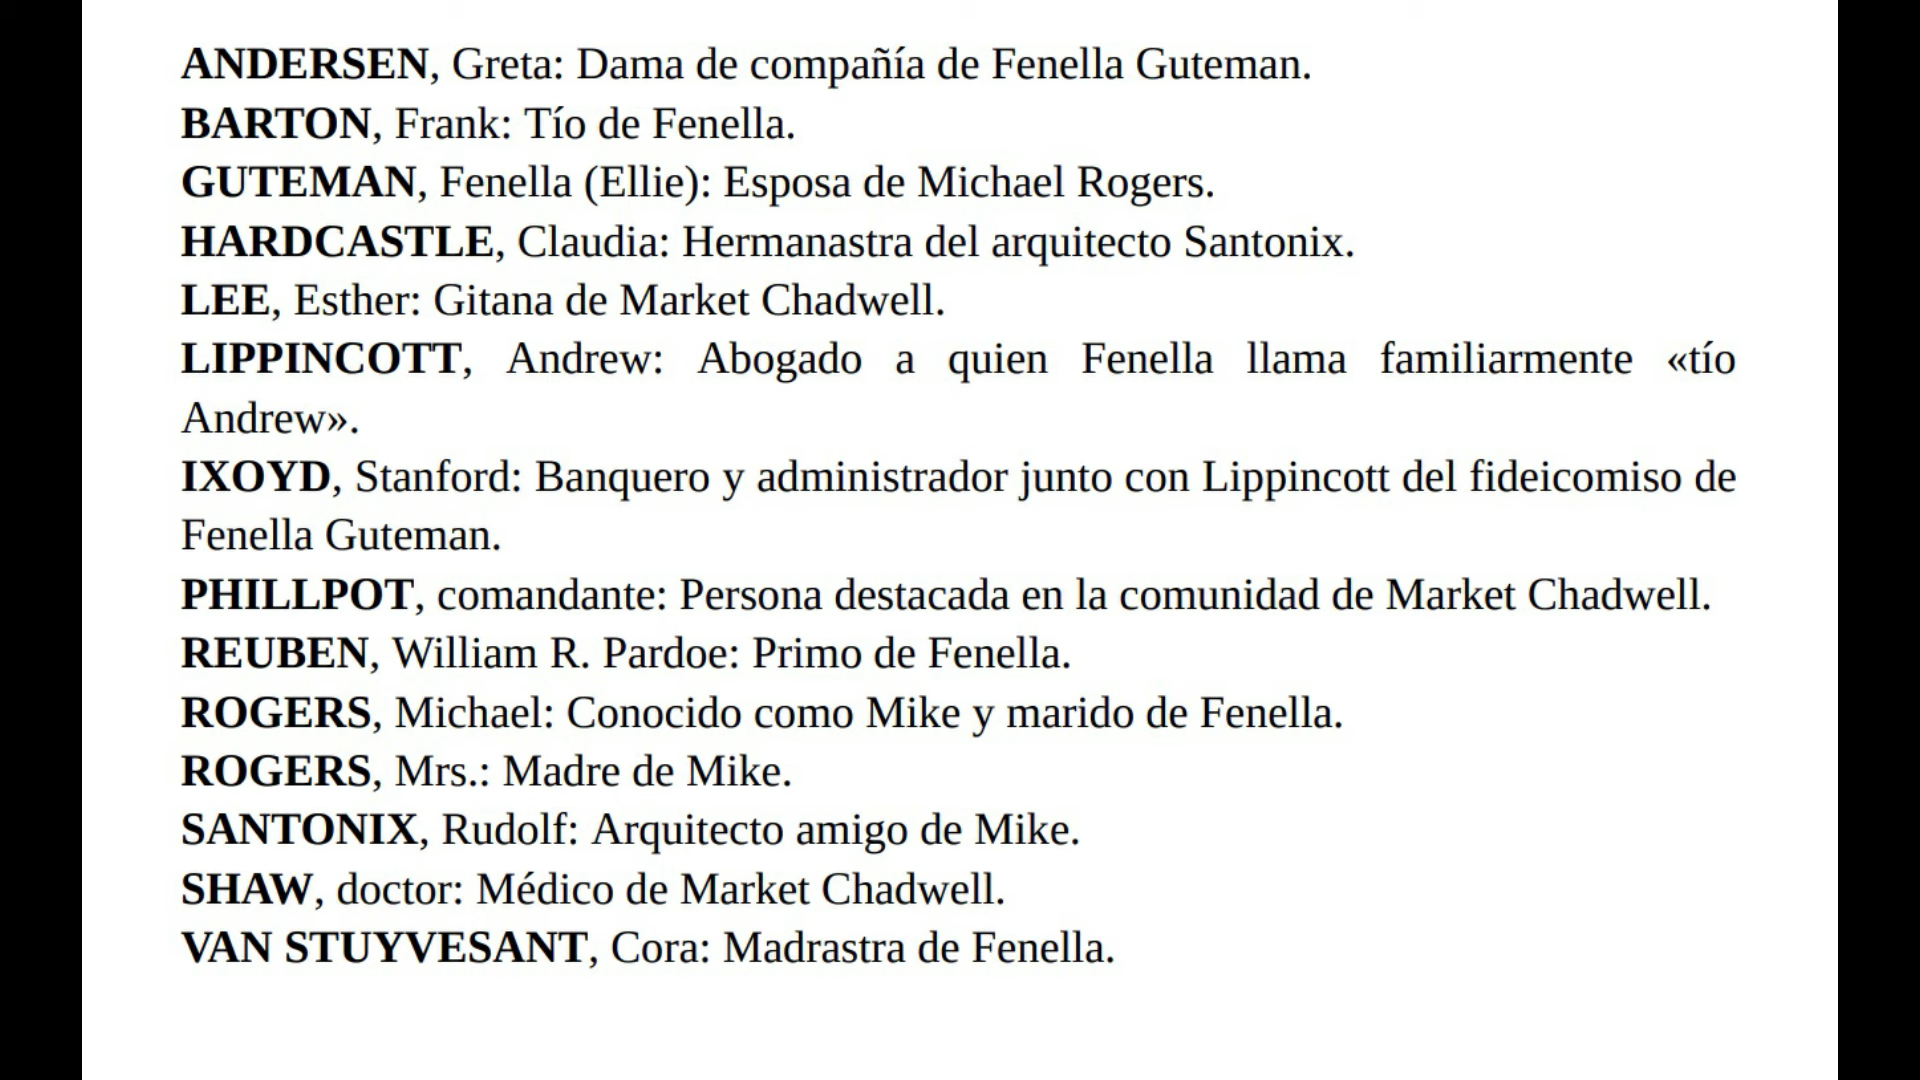 ANDERSEN, Greta: Dama de compañía de Fenella Guteman.
BARTON, Frank: Tío de Fenella.
GUTEMAN, Fenella (Ellie): Esposa de Michael Rogers.
HARDCASTLE, Claudia: Hermanastra del arquitecto Santonix.
LEE, Esther: Gitana de Market Chadwell.
LIPPINCOTT, Andrew: Abogado a quien Fenella llama familiarmente «tío
Andrew».
IXOYD, Stanford: Banquero y administrador junto con Lippincott del fideicomiso de
Fenella Guteman.
PHILLPOT, comandante: Persona destacada en la comunidad de Market Chadwell.
REUBEN, William R. Pardoe: Primo de Fenella.
ROGERS, Michael: Conocido como Mike y marido de Fenella.
ROGERS, Mrs.: Madre de Mike.
SANTONIX, Rudolf: Arquitecto amigo de Mike.
SHAW, doctor: Médico de Market Chadwell.
VAN STUYVESANT, Cora: Madrastra de Fenella.